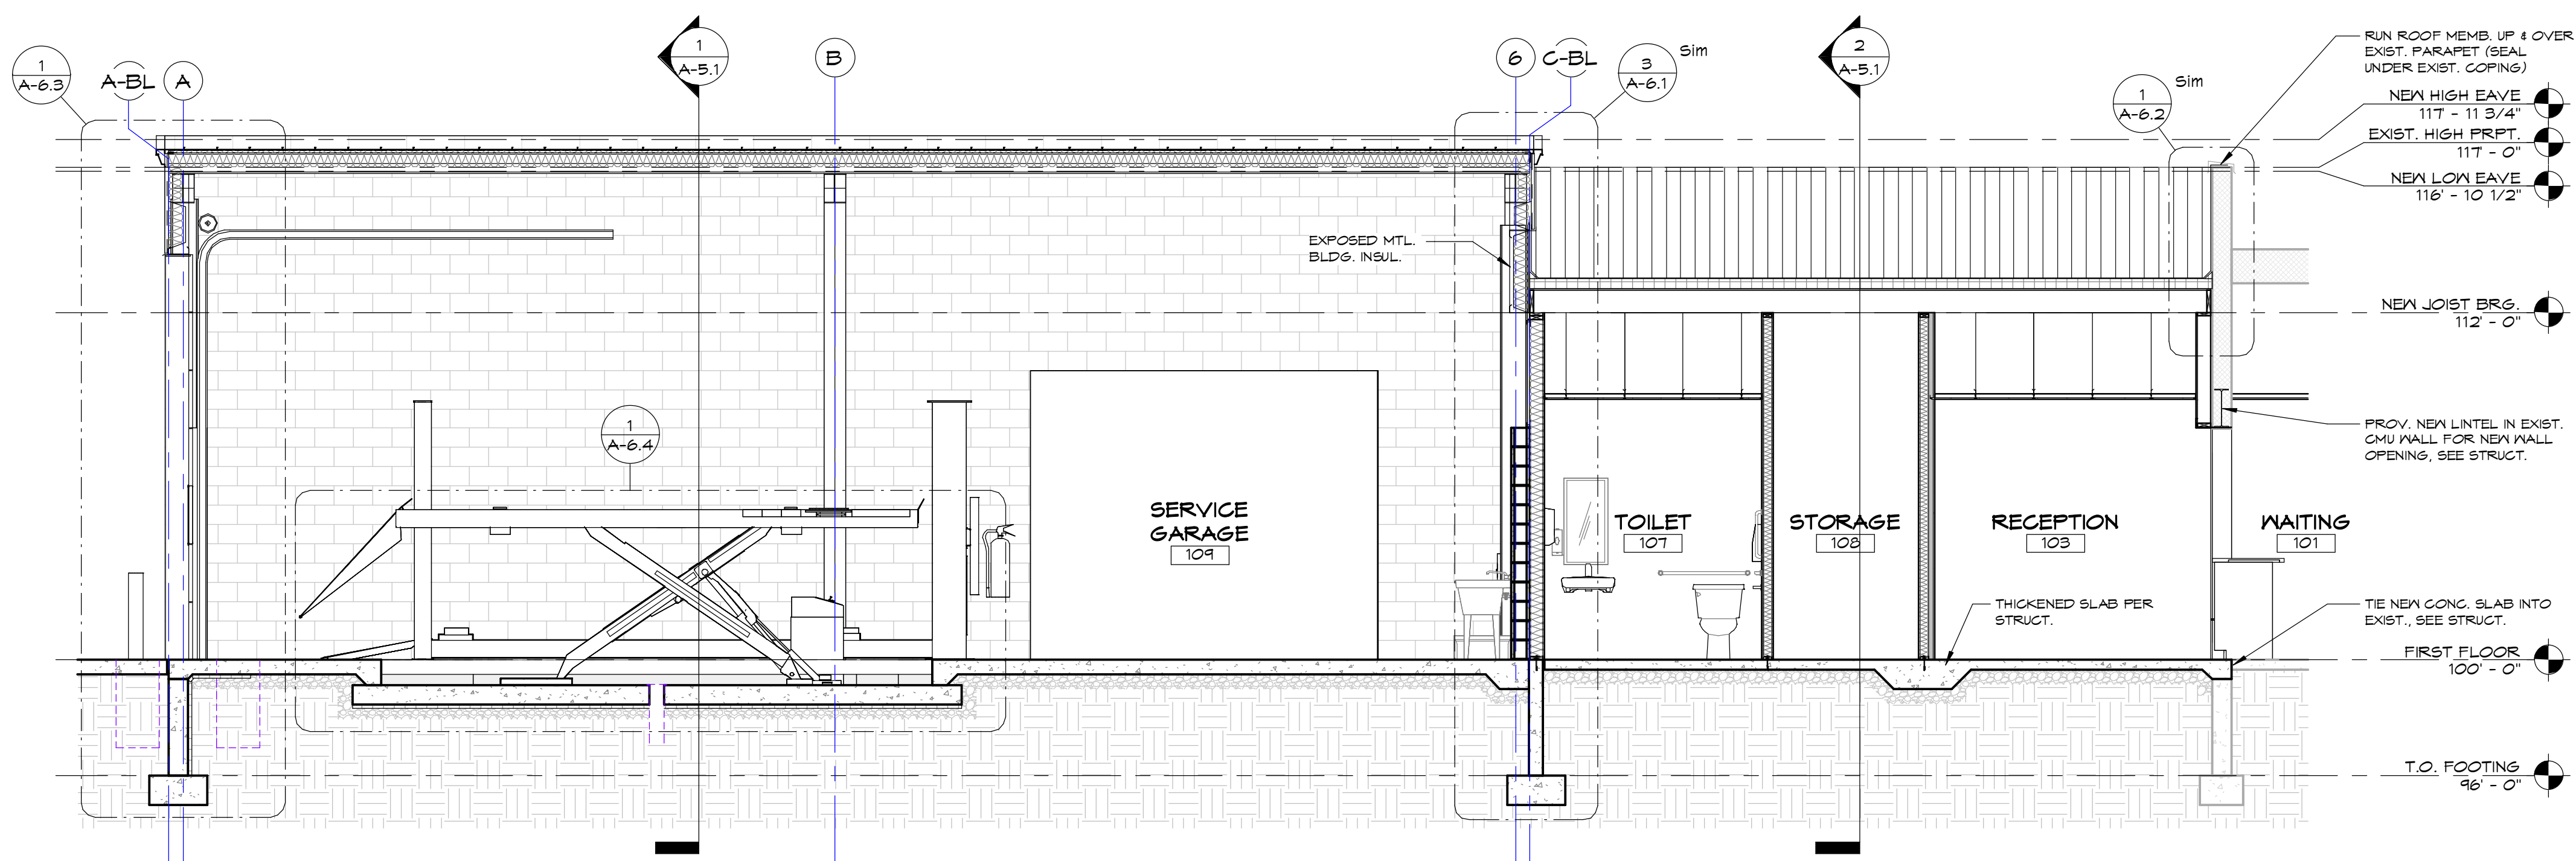 1
A-6.3
A-BL
A
1
A-5.1
B
6
C-BL
3
A-6.1
Sim
2
A-5.1
1
A-6.2
Sim
RUN ROOF MEMB. UP & OVER
EXIST. PARAPET (SEAL
UNDER EXIST. COPING)
NEW HIGH EAVE
117' - 11 3/4"
EXIST. HIGH PRPT.
117' - 0"
NEW LOW EAVE
116' - 10 1/2"
EXPOSED MTL.
BLDG. INSUL.
NEW JOIST BRG.
112' - 0"
1
A-6.4
PROV. NEW LINTEL IN EXIST.
CMU WALL FOR NEW WALL
OPENING, SEE STRUCT.
SERVICE
GARAGE
109
TOILET
107
STORAGE
108
RECEPTION
103
WAITING
101
THICKENED SLAB PER
STRUCT.
TIE NEW CONC. SLAB INTO
EXIST., SEE STRUCT.
FIRST FLOOR
100' - 0"
T.O. FOOTING
96' - 0"